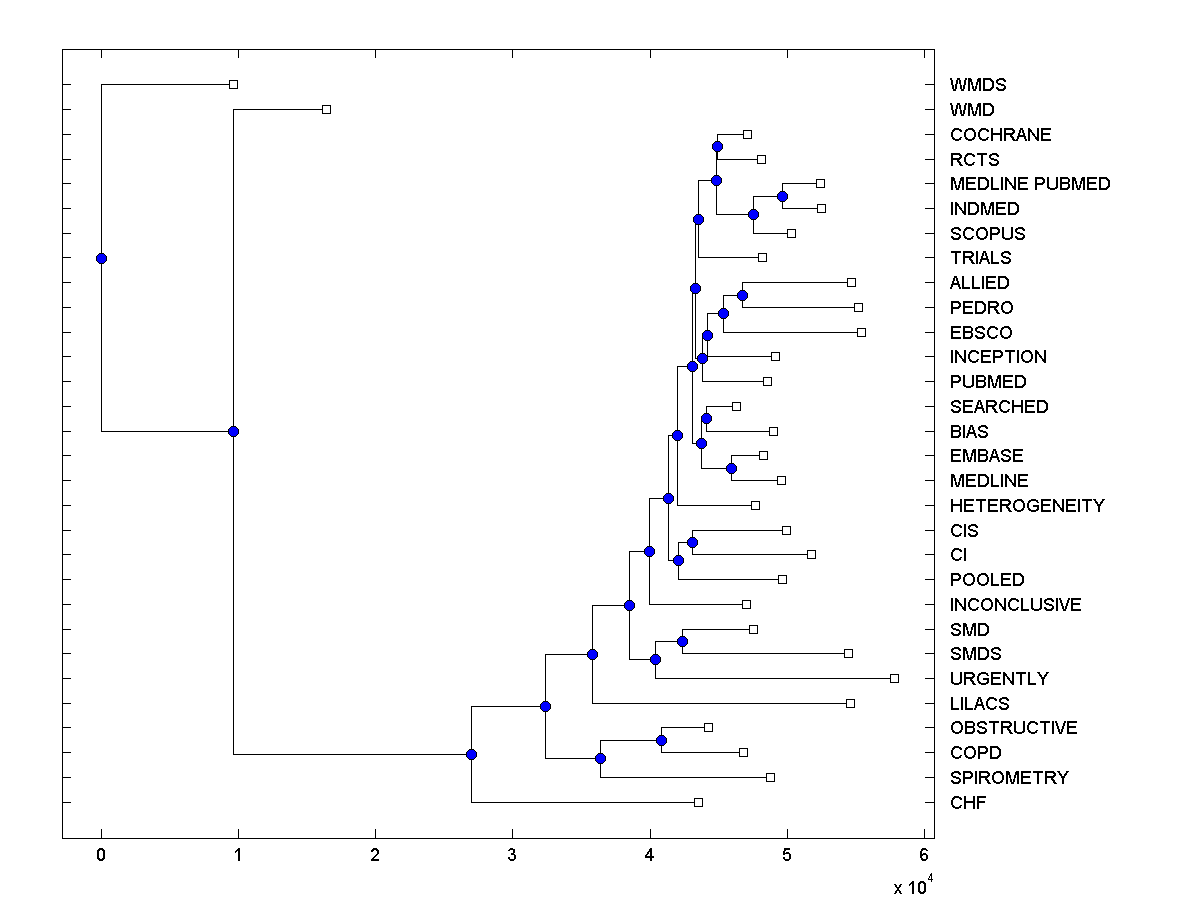 WMDS
WMD
COCHRANE
RCTS
MEDLINE PUBMED
INDMED
SCOPUS
TRIALS
ALLIED
PEDRO
EBSCO
INCEPTION
PUBMED
SEARCHED
BIAS
EMBASE
MEDLINE
HETEROGENEITY
CIS
CI
POOLED
INCONCLUSIVE
SMD
SMDS
URGENTLY
LILACS
OBSTRUCTIVE
COPD
SPIROMETRY
CHF
0 1 2 3 4 5 6
x 10^4